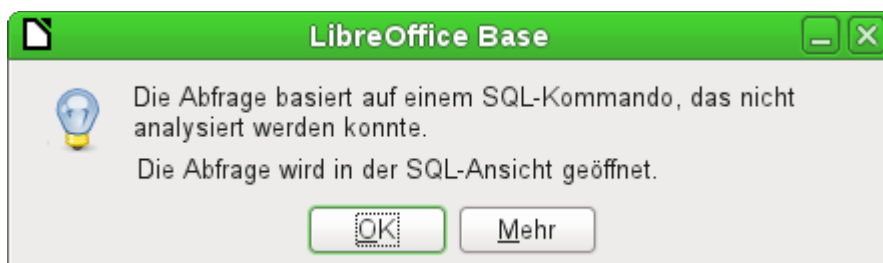 LibreOffice Base
Die Abfrage basiert auf einem SQL-Kommando, das nicht
analysiert werden konnte.
Die Abfrage wird in der SQL-Ansicht geöffnet.
OK
Mehr